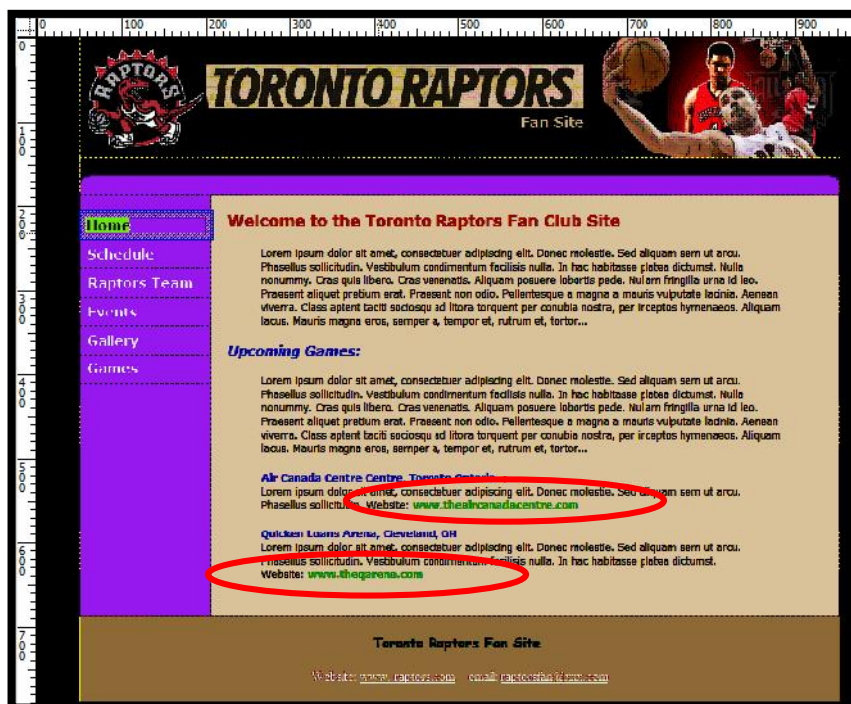 0 100 200 300 400 500 600 700 800 900
0
100
200
300
400
500
600
700
RAPTORS
TORONTO RAPTORS
Fan Site
Home
Schedule
Raptors Team
Events
Gallery
Games
Welcome to the Toronto Raptors Fan Club Site
Lorem ipsum dolor sit amet, consectetuer adipiscing elit. Donec molestie. Sed aliquam sem ut arcu.
Phasellus sollicitudin. Vestibulum condimentum facilisis nulla. In hac habitasse platea dictumst. Nulla
nonummy. Cras quis libero. Cras venenatis. Aliquam posuere lobortis pede. Nullam fringilla urna id leo.
Praesent aliquet pretium erat. Praesent non odio. Pellentesque a magna a mauris vulputate lacinia. Aenean
viverra. Class aptent taciti sociosqu ad litora torquent per conubia nostra, per inceptos hymenaeos. Aliquam
lacus. Mauris magna eros, semper a, tempor et, rutrum et, tortor...
Upcoming Games:
Lorem ipsum dolor sit amet, consectetuer adipiscing elit. Donec molestie. Sed aliquam sem ut arcu.
Phasellus sollicitudin. Vestibulum condimentum facilisis nulla. In hac habitasse platea dictumst. Nulla
nonummy. Cras quis libero. Cras venenatis. Aliquam posuere lobortis pede. Nullam fringilla urna id leo.
Praesent aliquet pretium erat. Praesent non odio. Pellentesque a magna a mauris vulputate lacinia. Aenean
viverra. Class aptent taciti sociosqu ad litora torquent per conubia nostra, per inceptos hymenaeos. Aliquam
lacus. Mauris magna eros, semper a, tempor et, rutrum et, tortor...
Air Canada Centre Centre, Toronto Ontario
Lorem ipsum dolor sit amet, consectetuer adipiscing elit. Donec molestie. Sed aliquam sem ut arcu.
Phasellus sollicitudin. Website: www.theaircanadacentre.com
Quicken Loans Arena, Cleveland, OH
Lorem ipsum dolor sit amet, consectetuer adipiscing elit. Donec molestie. Sed aliquam sem ut arcu.
Phasellus sollicitudin. Vestibulum condimentum facilisis nulla. In hac habitasse platea dictumst.
Website: www.theqarena.com
Toronto Raptors Fan Site
Website: www.raptors.com email: